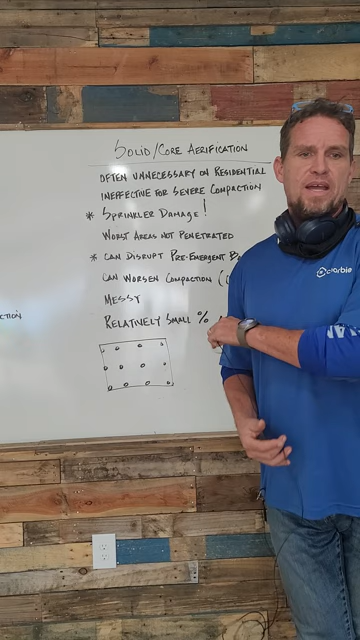 SOLID/CORE AERIFICATION
OFTEN UNNECESSARY ON RESIDENTIAL
INEFFECTIVE FOR SEVERE COMPACTION
* SPRINKLER DAMAGE!
WORST AREAS NOT PENETRATED
* CAN DISRUPT PRE-EMERGENT
CAN WORSEN COMPACTION
MESSY
RELATIVELY SMALL %